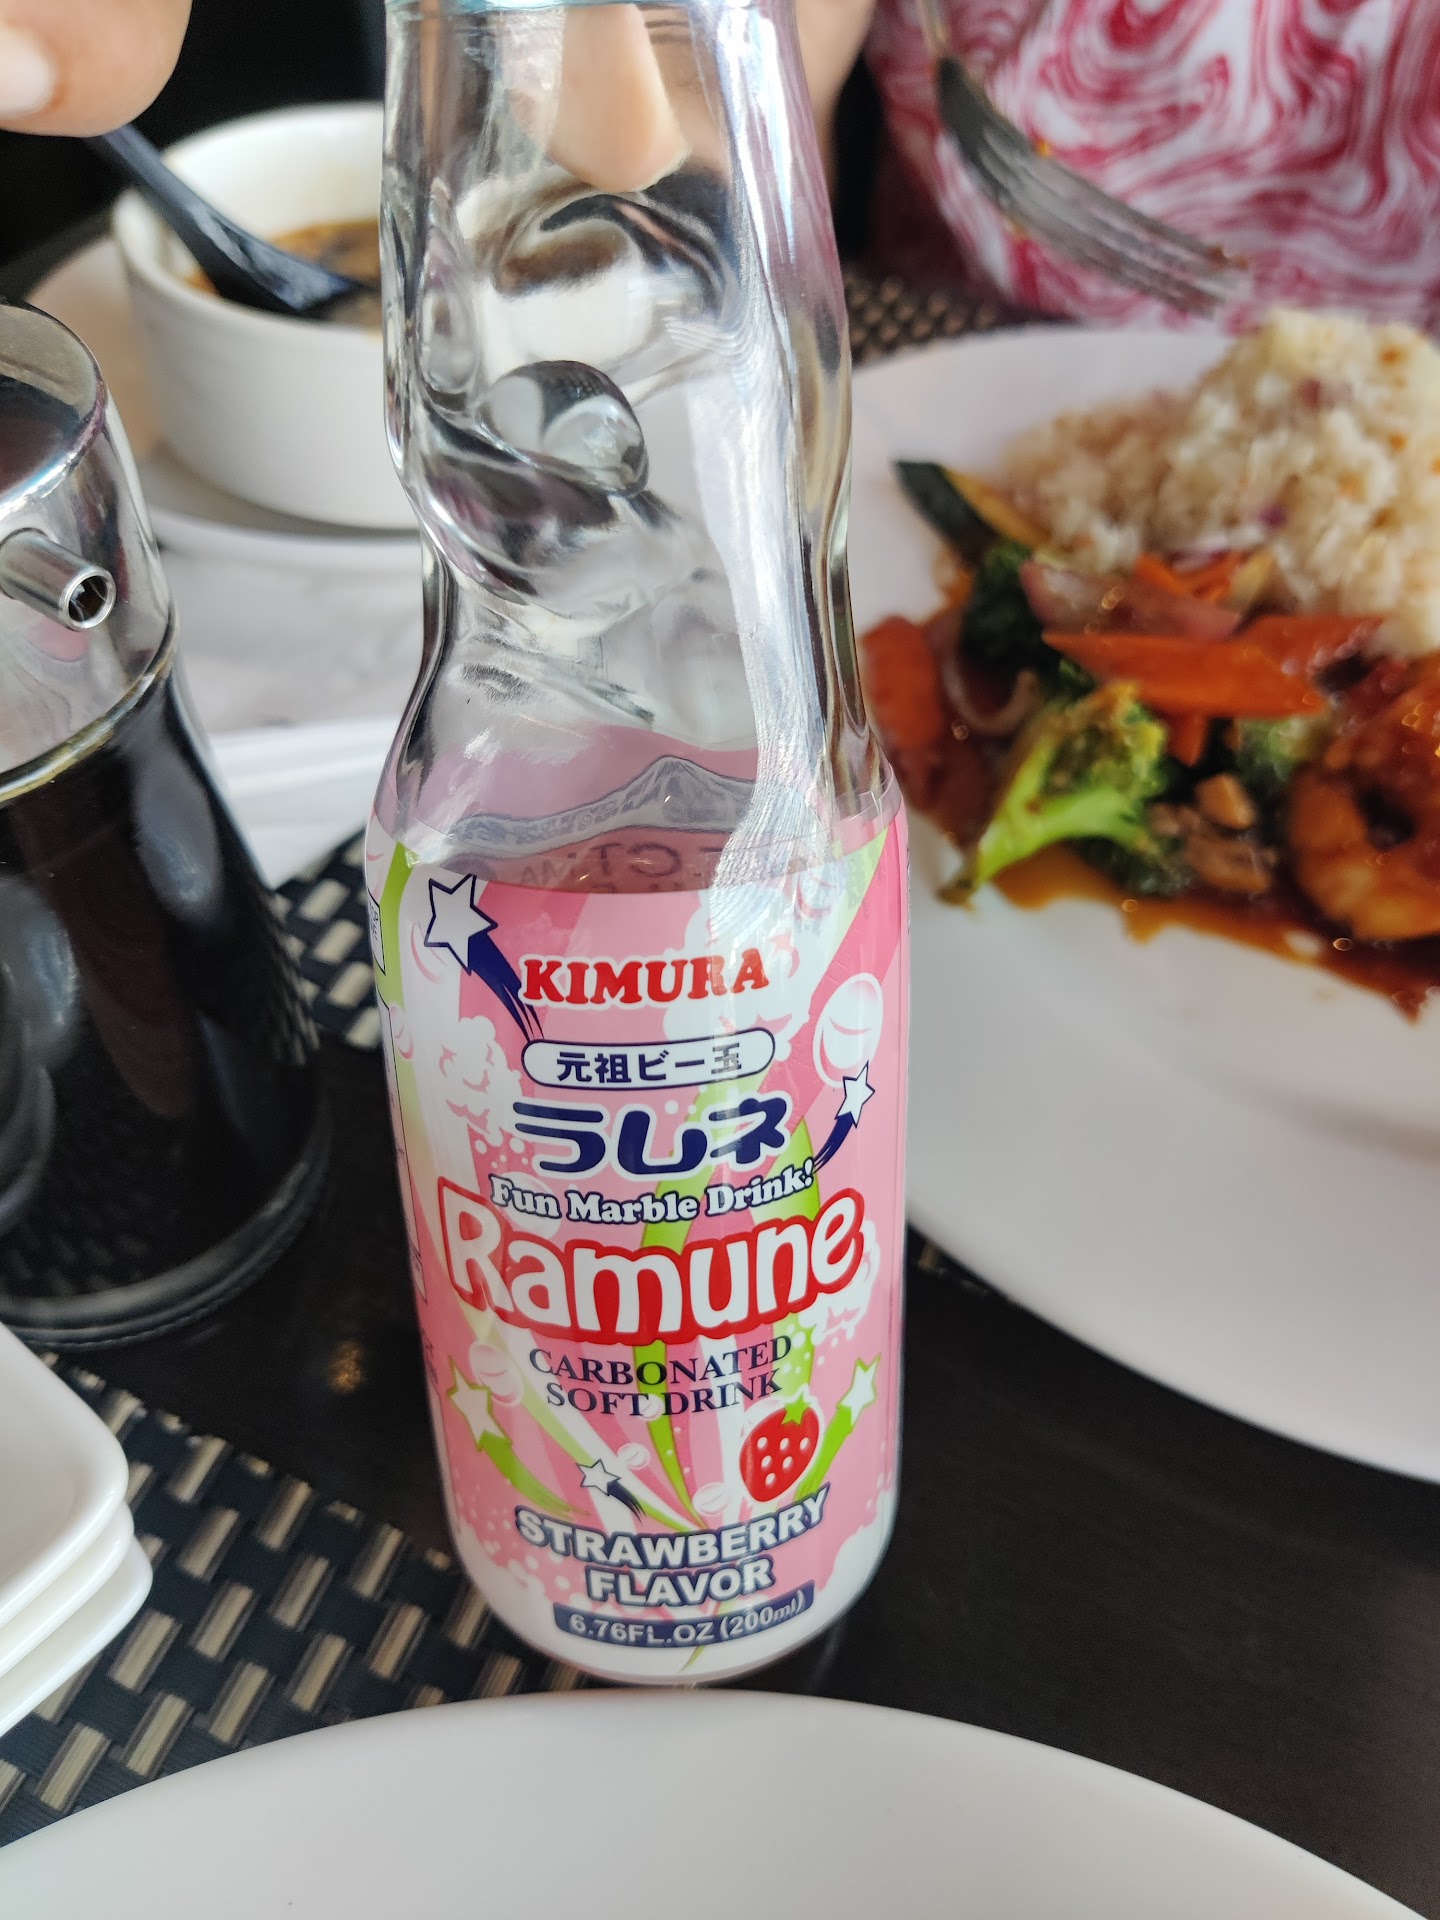 KIMURA
元祖ビー玉
ラムネ
Fun Marble Drink!
Ramune
CARBONATED
SOFT DRINK
STRAWBERRY
FLAVOR
6.76FL.OZ (200ml)